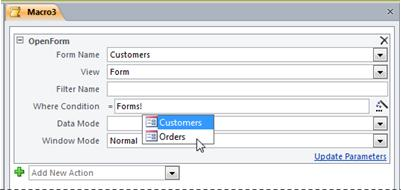 Macro3
OpenForm
Form Name Customers
View Form
Filter Name
Where Condition = Forms!
Customers
Data Mode
Orders
Window Mode Normal
Update Parameters
Add New Action